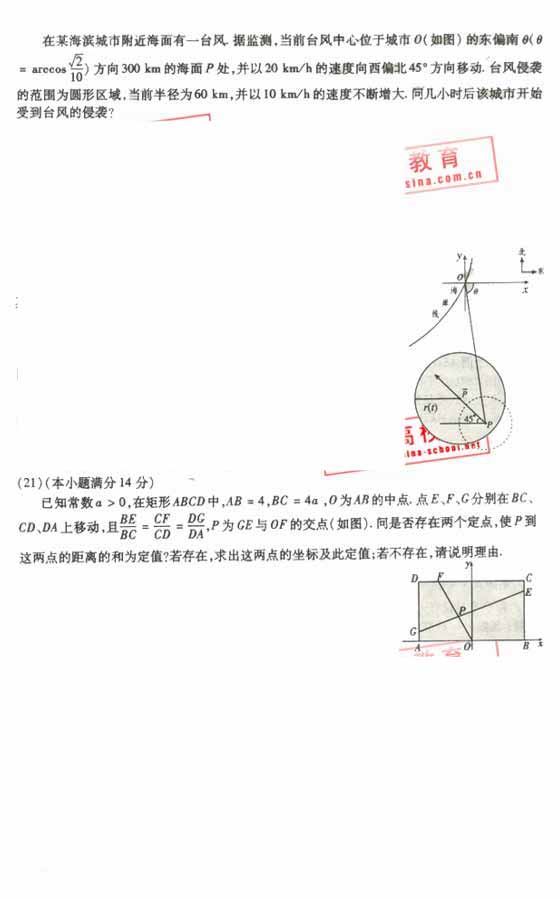 在某海滨城市附近海面有一台风. 据监测,当前台风中心位于城市 O(如图) 的东偏南 θ(θ
= arccos √2/10) 方向 300 km 的海面 P 处,并以 20 km/h 的速度向西偏北 45° 方向移动. 台风侵袭
的范围为圆形区域,当前半径为 60 km,并以 10 km/h 的速度不断增大. 问几小时后该城市开始
受到台风的侵袭?
教育
sina.com.cn
北
东
y
O
θ
x
海
岸
线
P̄
r(t)
45°
P
高校
ina-school.net
(21)(本小题满分 14 分)
已知常数 a > 0,在矩形 ABCD 中,AB = 4,BC = 4a ,O 为 AB 的中点. 点 E、F、G 分别在 BC、
CD、DA 上移动,且 BE/BC = CF/CD = DG/DA,P 为 GE 与 OF 的交点(如图). 问是否存在两个定点,使 P 到
这两点的距离的和为定值?若存在,求出这两点的坐标及此定值;若不存在,请说明理由.
y
D F C
E
P
G
A O B x
教育